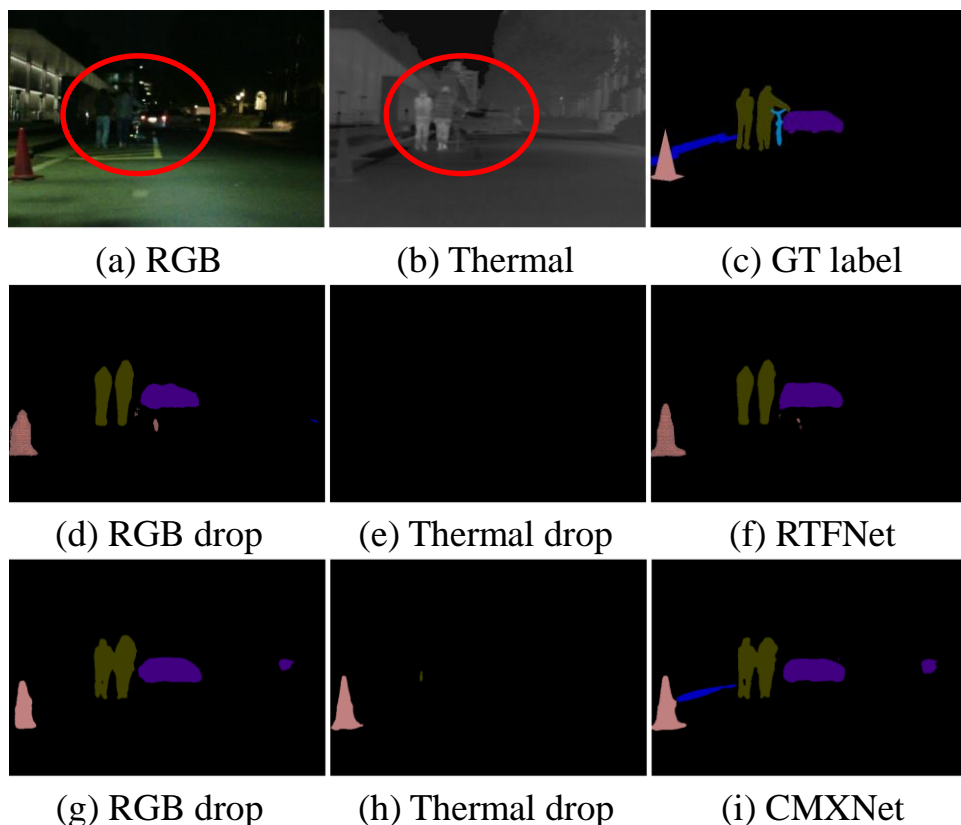 (a) RGB
(b) Thermal
(c) GT label
(d) RGB drop
(e) Thermal drop
(f) RTFNet
(g) RGB drop
(h) Thermal drop
(i) CMXNet